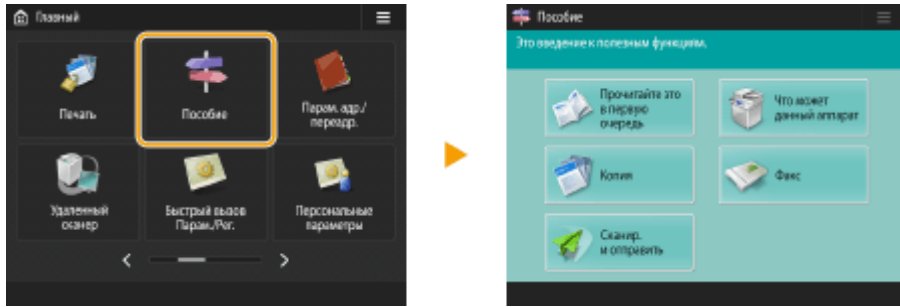 Главный
Печать
Пособие
Парам. адр./
переадр.
Удаленный
сканер
Быстрый вызов
Парам./Рег.
Персональные
параметры
Пособие
Это введение к полезным функциям.
Прочитайте это
в первую
очередь
Что может
данный аппарат
Копия
Факс
Сканир.
и отправить